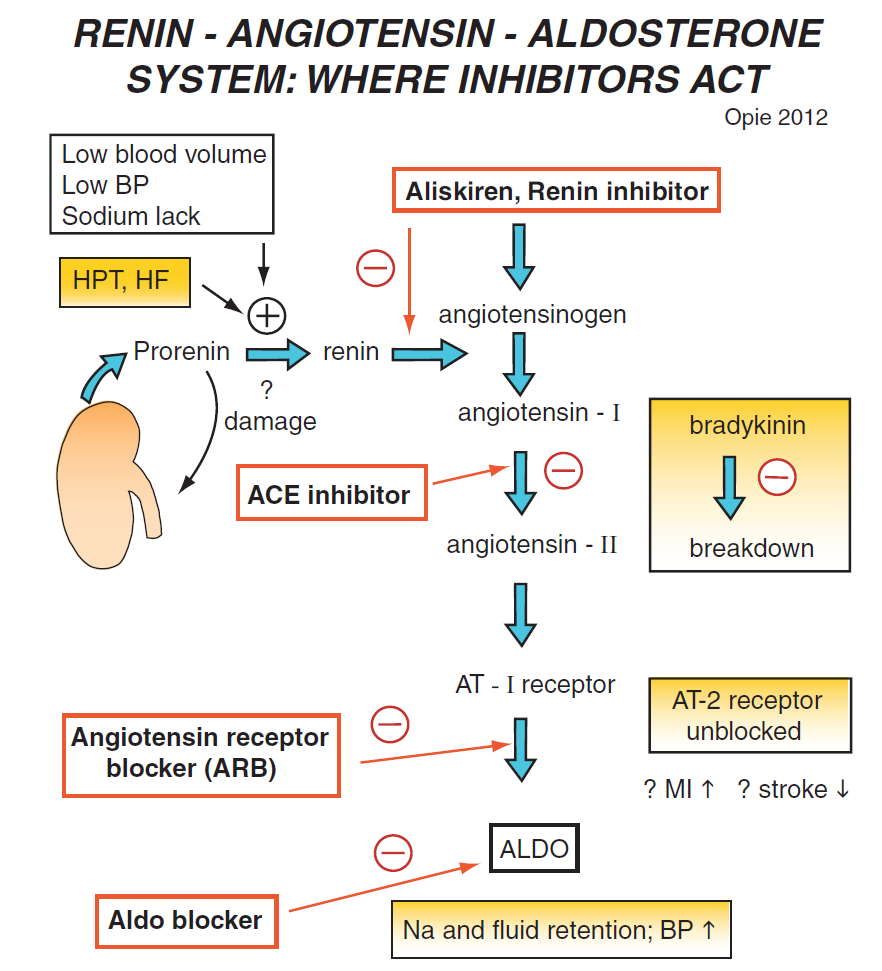 RENIN - ANGIOTENSIN - ALDOSTERONE
SYSTEM: WHERE INHIBITORS ACT
Opie 2012
Low blood volume
Low BP
Sodium lack
Aliskiren, Renin inhibitor
HPT, HF
angiotensinogen
Prorenin
renin
?
damage
angiotensin - I
bradykinin
ACE inhibitor
angiotensin - II
breakdown
AT - I receptor
AT-2 receptor
unblocked
Angiotensin receptor
blocker (ARB)
? MI ↑ ? stroke ↓
ALDO
Aldo blocker
Na and fluid retention; BP ↑